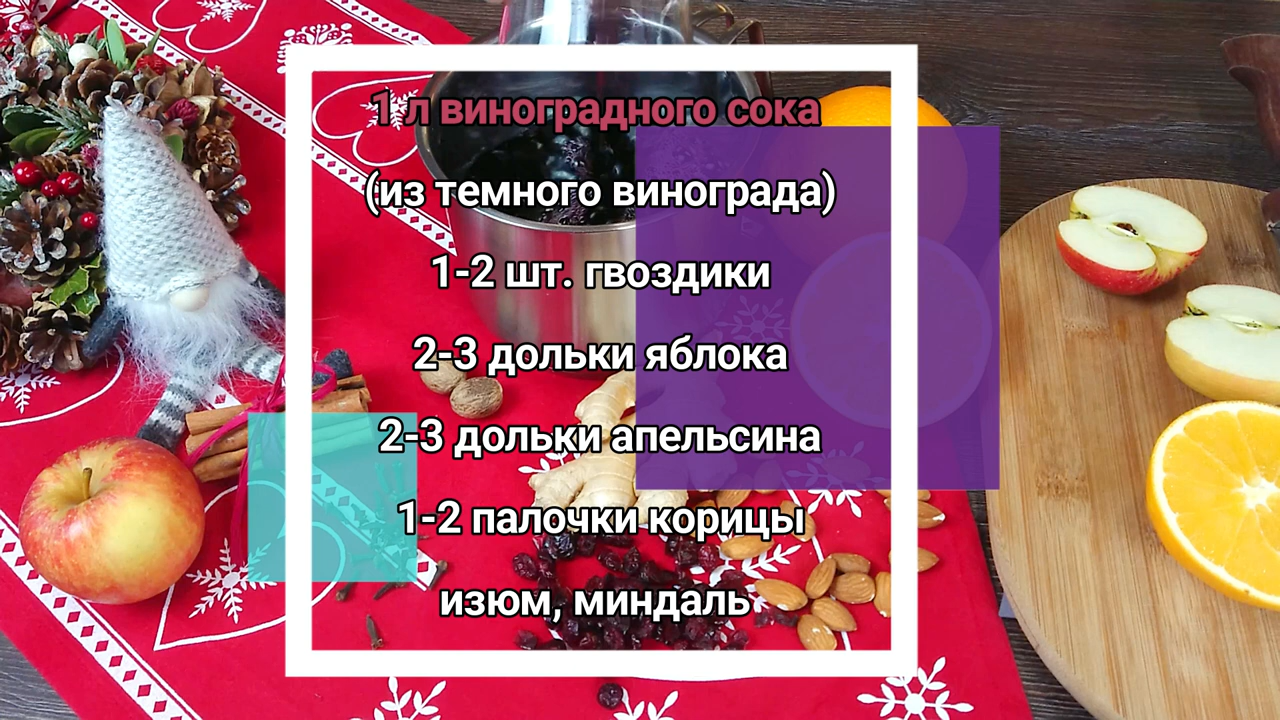 1 л виноградного сока
(из темного винограда)
1-2 шт. гвоздики
2-3 дольки яблока
2-3 дольки апельсина
1-2 палочки корицы
изюм, миндаль